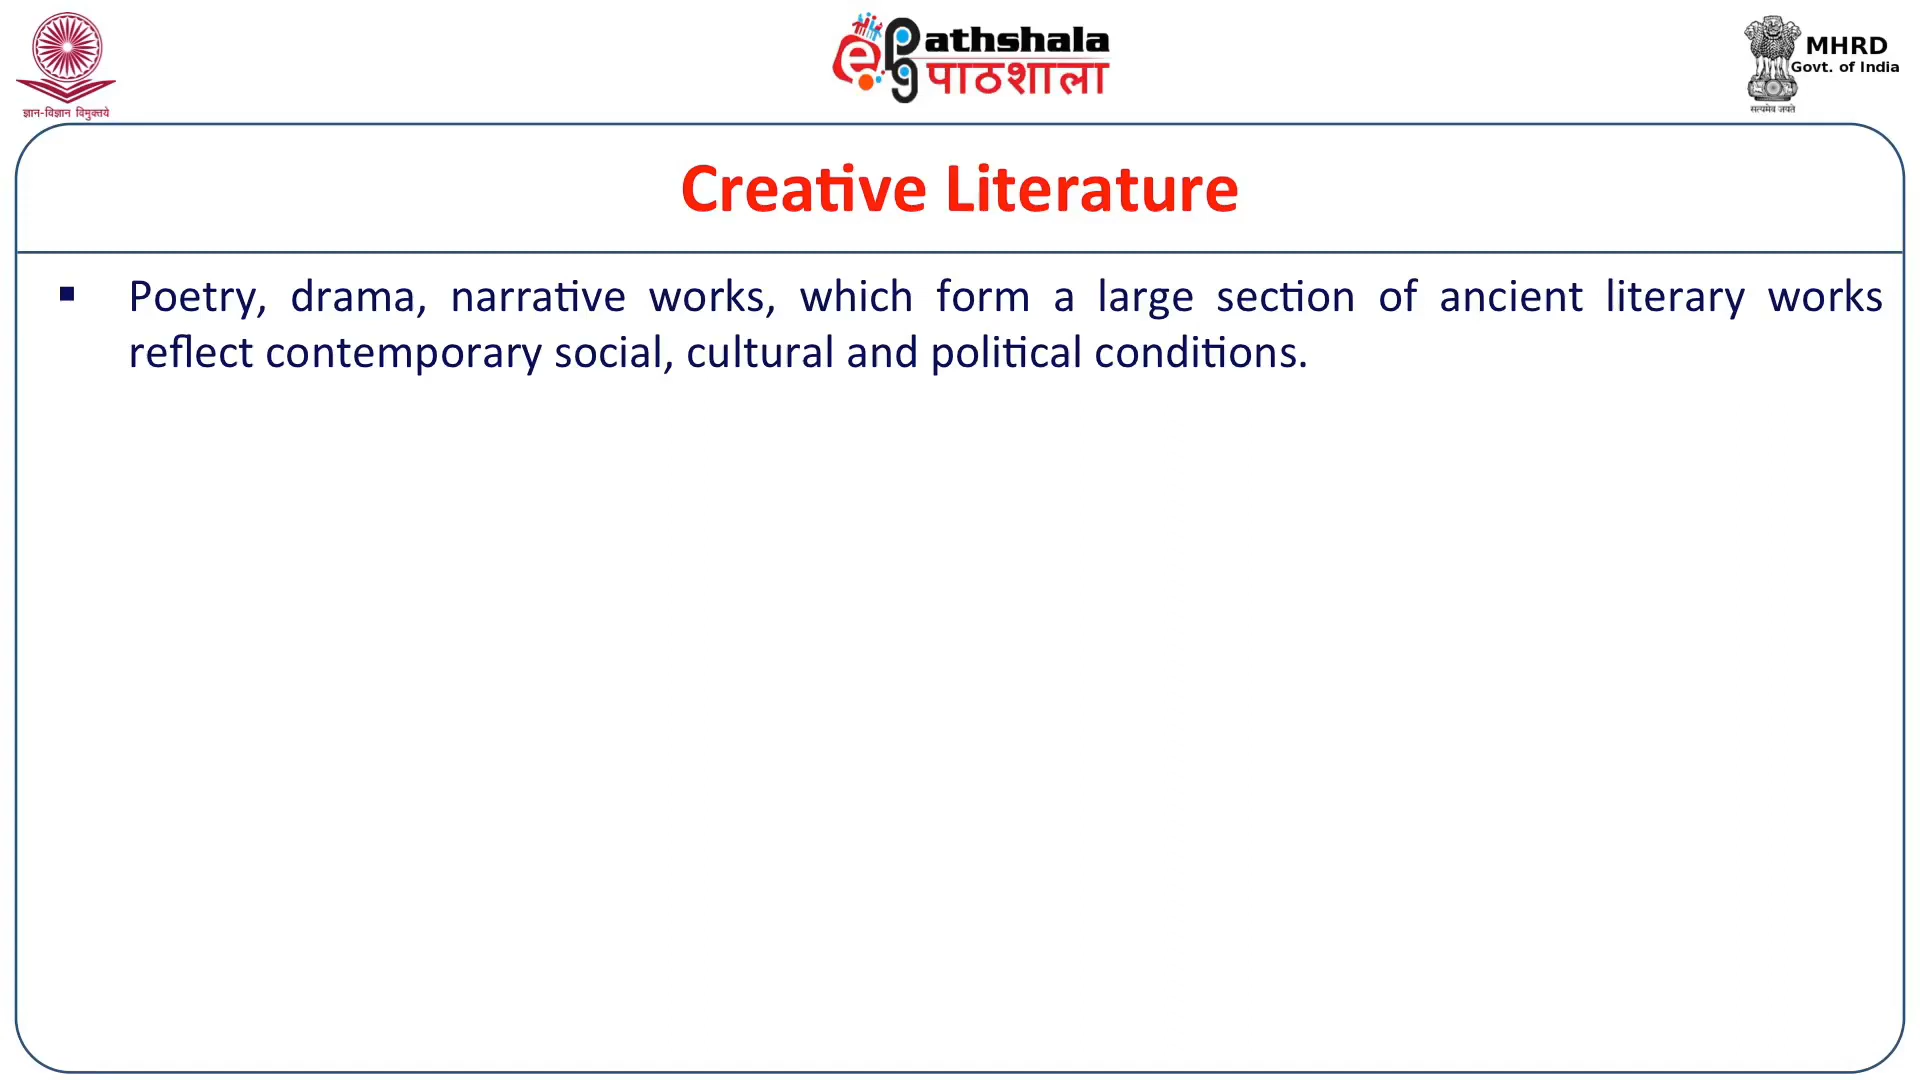 ज्ञान-विज्ञान विमुक्तये
ePathshala
पाठशाला
MHRD
Govt. of India
सत्यमेव जयते
Creative Literature
▪ Poetry, drama, narrative works, which form a large section of ancient literary works
reflect contemporary social, cultural and political conditions.